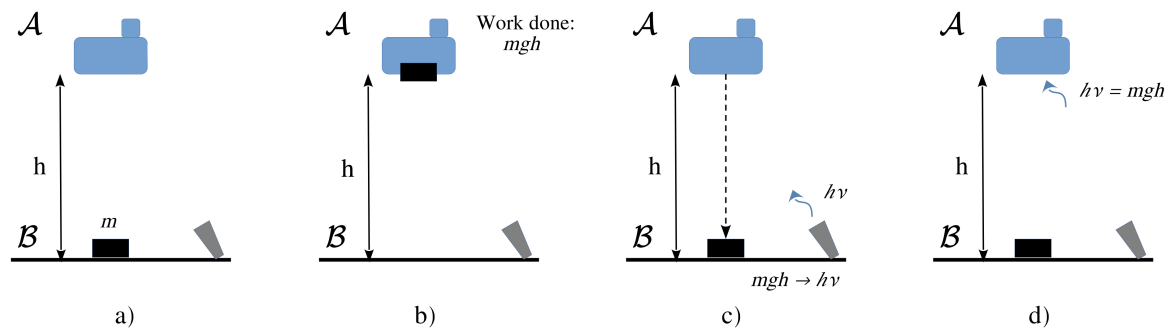 𝒜
h
m
ℬ
a)
𝒜
Work done:
mgh
h
b)
𝒜
h
hν
ℬ
mgh → hν
c)
𝒜
hν = mgh
h
ℬ
d)